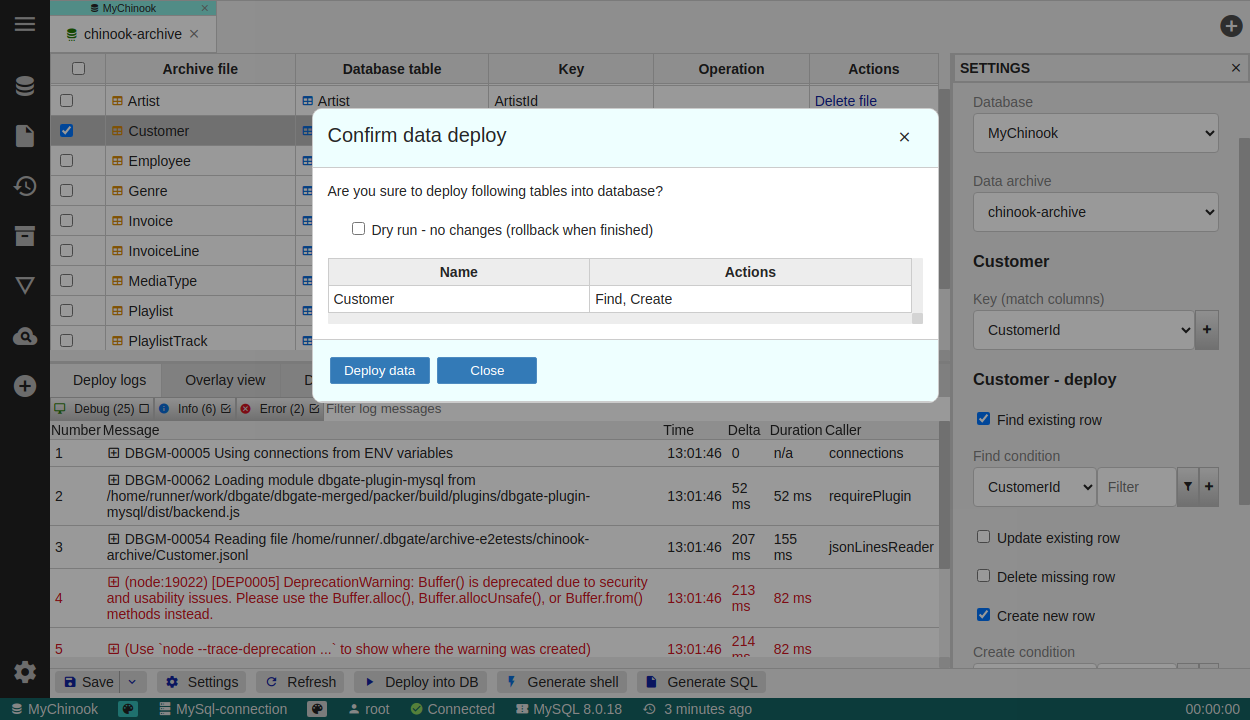 MyChinook
chinook-archive
Archive file Database table Key Operation Actions
Artist Artist ArtistId Delete file
Customer
Employee
Genre
Invoice
InvoiceLine
MediaType
Playlist
PlaylistTrack
Confirm data deploy
Are you sure to deploy following tables into database?
Dry run - no changes (rollback when finished)
Name Actions
Customer Find, Create
Deploy data Close
SETTINGS
Database
MyChinook
Data archive
chinook-archive
Customer
Key (match columns)
CustomerId
Customer - deploy
Find existing row
Find condition
CustomerId Filter
Update existing row
Delete missing row
Create new row
Create condition
Deploy logs Overlay view
Debug (25) Info (6) Error (2) Filter log messages
Number Message Time Delta Duration Caller
1 DBGM-00005 Using connections from ENV variables 13:01:46 0 n/a connections
2 DBGM-00062 Loading module dbgate-plugin-mysql from
/home/runner/work/dbgate/dbgate-merged/packer/build/plugins/dbgate-plugin-
mysql/dist/backend.js 13:01:46 52 ms 52 ms requirePlugin
3 DBGM-00054 Reading file /home/runner/.dbgate/archive-e2etests/chinook-
archive/Customer.jsonl 13:01:46 207 ms 155 ms jsonLinesReader
4 (node:19022) [DEP0005] DeprecationWarning: Buffer() is deprecated due to security
and usability issues. Please use the Buffer.alloc(), Buffer.allocUnsafe(), or Buffer.from()
methods instead. 13:01:46 213 ms 82 ms
5 (Use `node --trace-deprecation ...` to show where the warning was created) 13:01:46 214 ms 82 ms
Save Settings Refresh Deploy into DB Generate shell Generate SQL
MyChinook MySql-connection root Connected MySQL 8.0.18 3 minutes ago 00:00:00